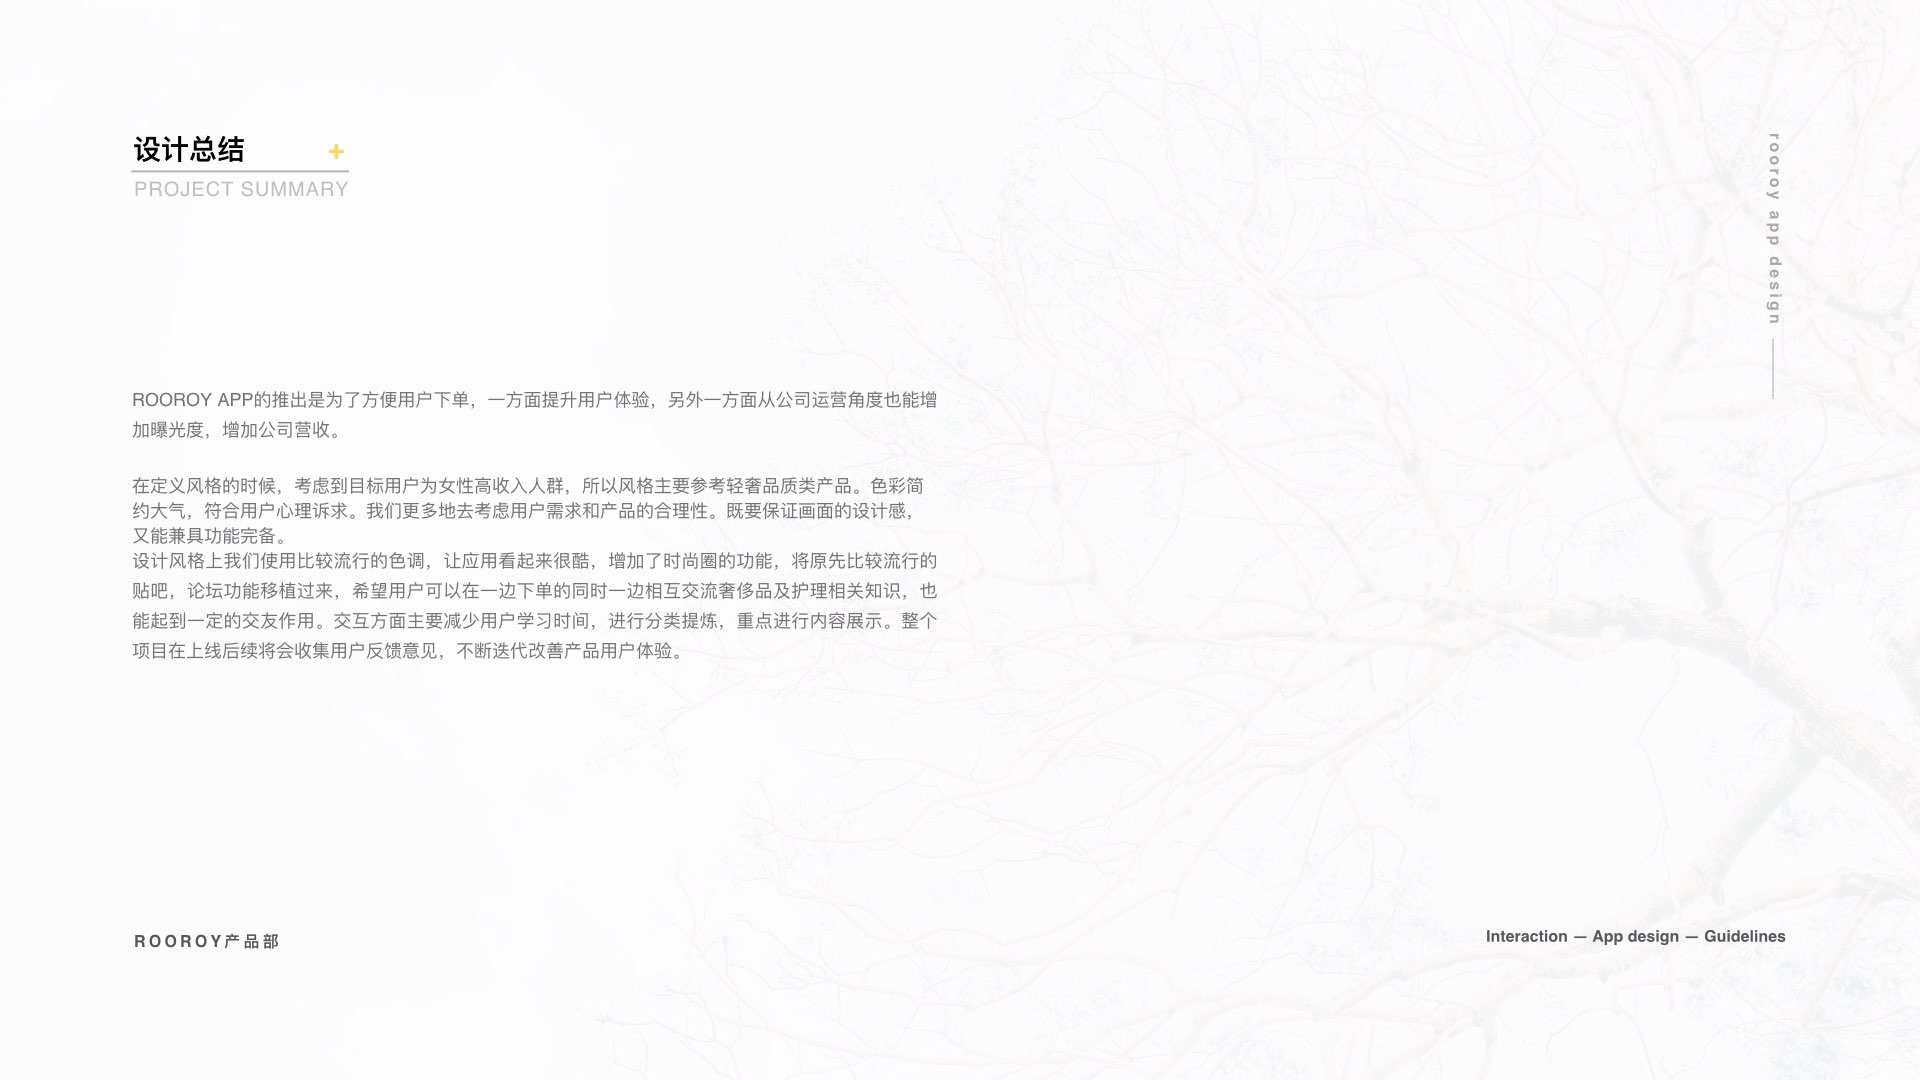 设计总结 +
PROJECT SUMMARY
rooroy app design
ROOROY APP的推出是为了方便用户下单，一方面提升用户体验，另外一方面从公司运营角度也能增
加曝光度，增加公司营收。
在定义风格的时候，考虑到目标用户为女性高收入人群，所以风格主要参考轻奢品质类产品。色彩简
约大气，符合用户心理诉求。我们更多地去考虑用户需求和产品的合理性。既要保证画面的设计感，
又能兼具功能完备。
设计风格上我们使用比较流行的色调，让应用看起来很酷，增加了时尚圈的功能，将原先比较流行的
贴吧，论坛功能移植过来，希望用户可以在一边下单的同时一边相互交流奢侈品及护理相关知识，也
能起到一定的交友作用。交互方面主要减少用户学习时间，进行分类提炼，重点进行内容展示。整个
项目在上线后续将会收集用户反馈意见，不断迭代改善产品用户体验。
ROOROY产品部
Interaction — App design — Guidelines